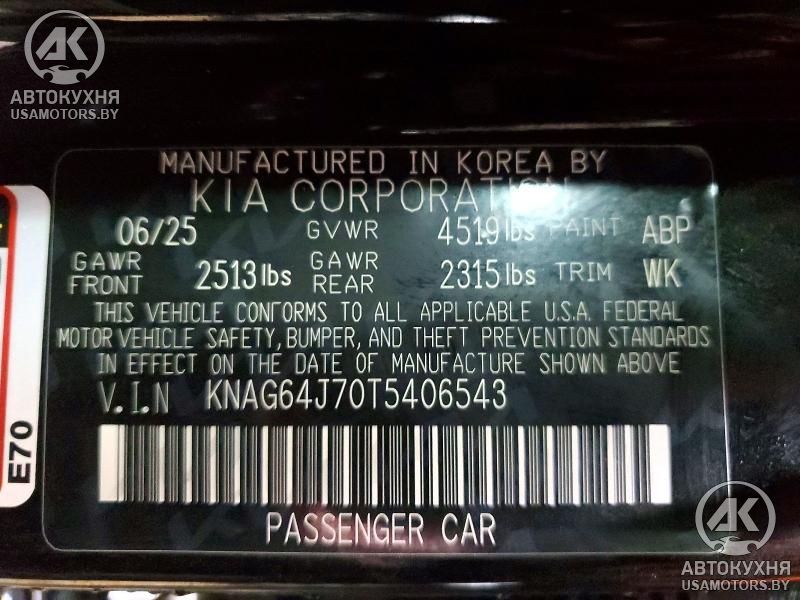 AK
АВТОКУХНЯ
USAMOTORS.BY
MANUFACTURED IN KOREA BY
KIA CORPORATION
06/25 GVWR 4519 lbs PAINT ABP
GAWR FRONT 2513 lbs GAWR REAR 2315 lbs TRIM WK
THIS VEHICLE CONFORMS TO ALL APPLICABLE U.S.A. FEDERAL
MOTOR VEHICLE SAFETY, BUMPER, AND THEFT PREVENTION STANDARDS
IN EFFECT ON THE DATE OF MANUFACTURE SHOWN ABOVE
V.I.N KNAG64J70T5406543
PASSENGER CAR
E70
AK
АВТОКУХНЯ
USAMOTORS.BY